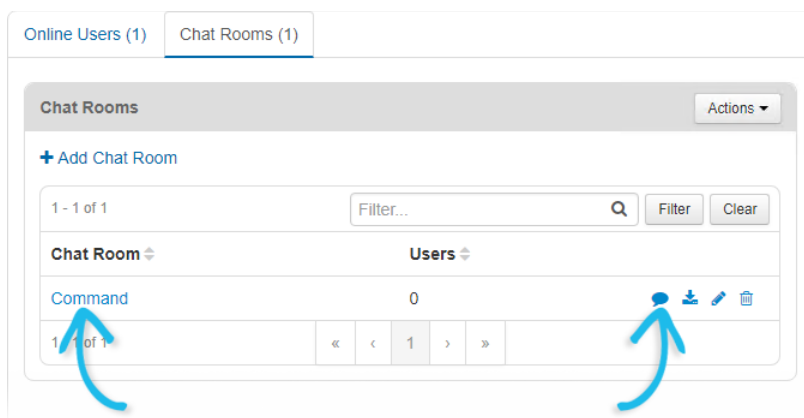 Online Users (1) Chat Rooms (1)
Chat Rooms Actions
+ Add Chat Room
1 - 1 of 1 Filter... Filter Clear
Chat Room Users
Command 0
1 - 1 of 1 « ‹ 1 › »